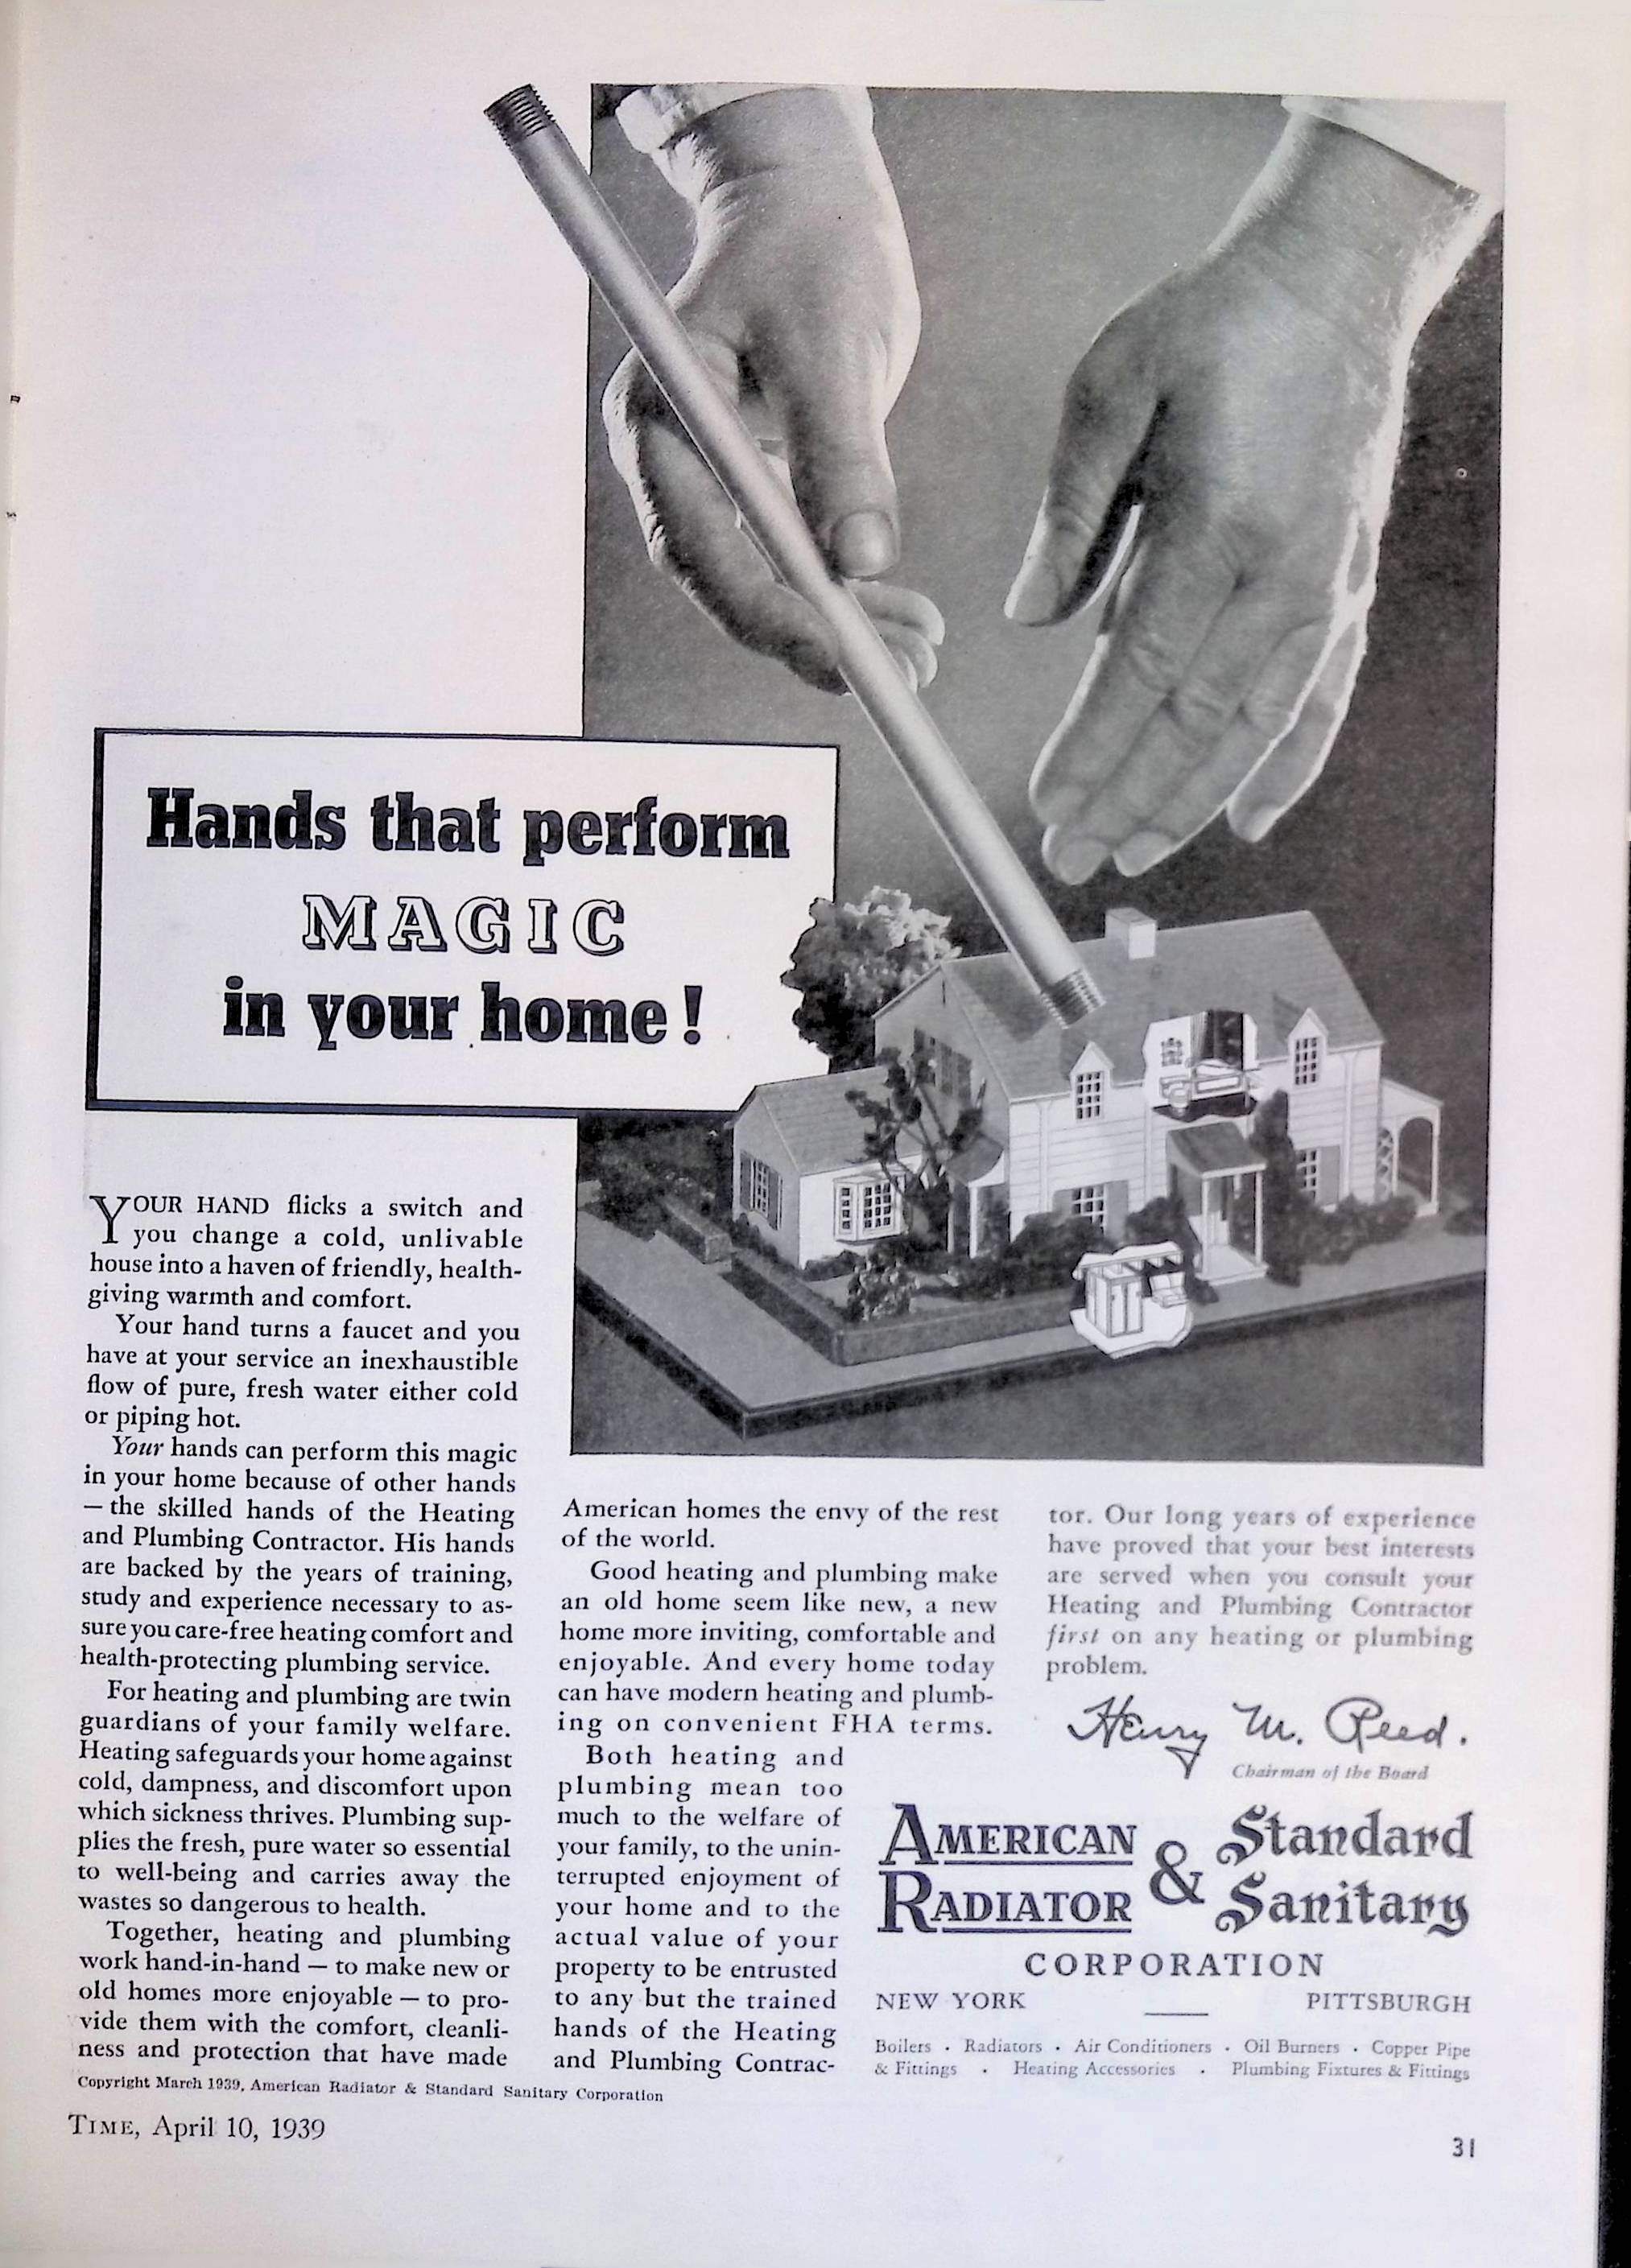 Hands that perform
MAGIC
in your home!
YOUR HAND flicks a switch and
you change a cold, unlivable
house into a haven of friendly, health-
giving warmth and comfort.
Your hand turns a faucet and you
have at your service an inexhaustible
flow of pure, fresh water either cold
or piping hot.
Your hands can perform this magic
in your home because of other hands
— the skilled hands of the Heating
and Plumbing Contractor. His hands
are backed by the years of training,
study and experience necessary to as-
sure you care-free heating comfort and
health-protecting plumbing service.
For heating and plumbing are twin
guardians of your family welfare.
Heating safeguards your home against
cold, dampness, and discomfort upon
which sickness thrives. Plumbing sup-
plies the fresh, pure water so essential
to well-being and carries away the
wastes so dangerous to health.
Together, heating and plumbing
work hand-in-hand — to make new or
old homes more enjoyable — to pro-
vide them with the comfort, cleanli-
ness and protection that have made
American homes the envy of the rest
of the world.
Good heating and plumbing make
an old home seem like new, a new
home more inviting, comfortable and
enjoyable. And every home today
can have modern heating and plumb-
ing on convenient FHA terms.
Both heating and
plumbing mean too
much to the welfare of
your family, to the unin-
terrupted enjoyment of
your home and to the
actual value of your
property to be entrusted
to any but the trained
hands of the Heating
and Plumbing Contrac-
tor. Our long years of experience
have proved that your best interests
are served when you consult your
Heating and Plumbing Contractor
first on any heating or plumbing
problem.
Henry M. Reed.
Chairman of the Board
AMERICAN & Standard
RADIATOR Sanitary
CORPORATION
NEW YORK PITTSBURGH
Boilers · Radiators · Air Conditioners · Oil Burners · Copper Pipe
& Fittings · Heating Accessories · Plumbing Fixtures & Fittings
Copyright March 1939, American Radiator & Standard Sanitary Corporation
TIME, April 10, 1939
31